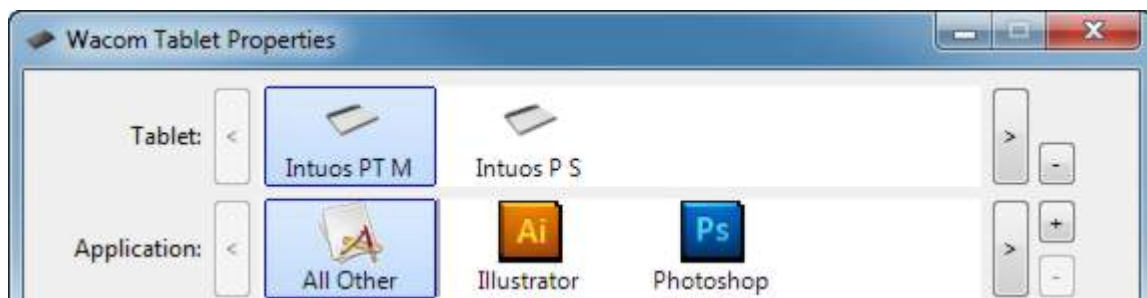 Wacom Tablet Properties
Tablet: < Intuos PT M Intuos P S > -
Application: < All Other Ai Illustrator Ps Photoshop > + -